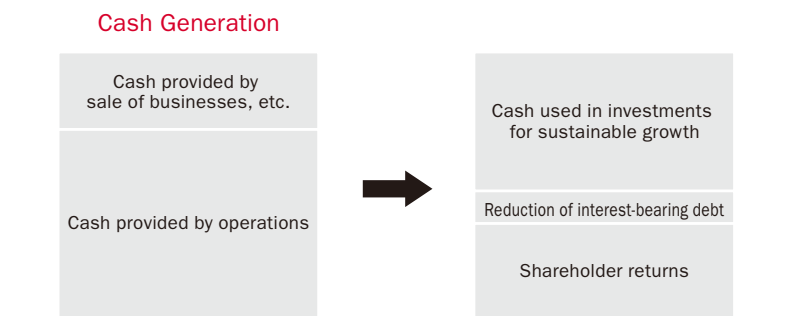 Cash Generation
Cash provided by
sale of businesses, etc.
Cash provided by operations
Cash used in investments
for sustainable growth
Reduction of interest-bearing debt
Shareholder returns